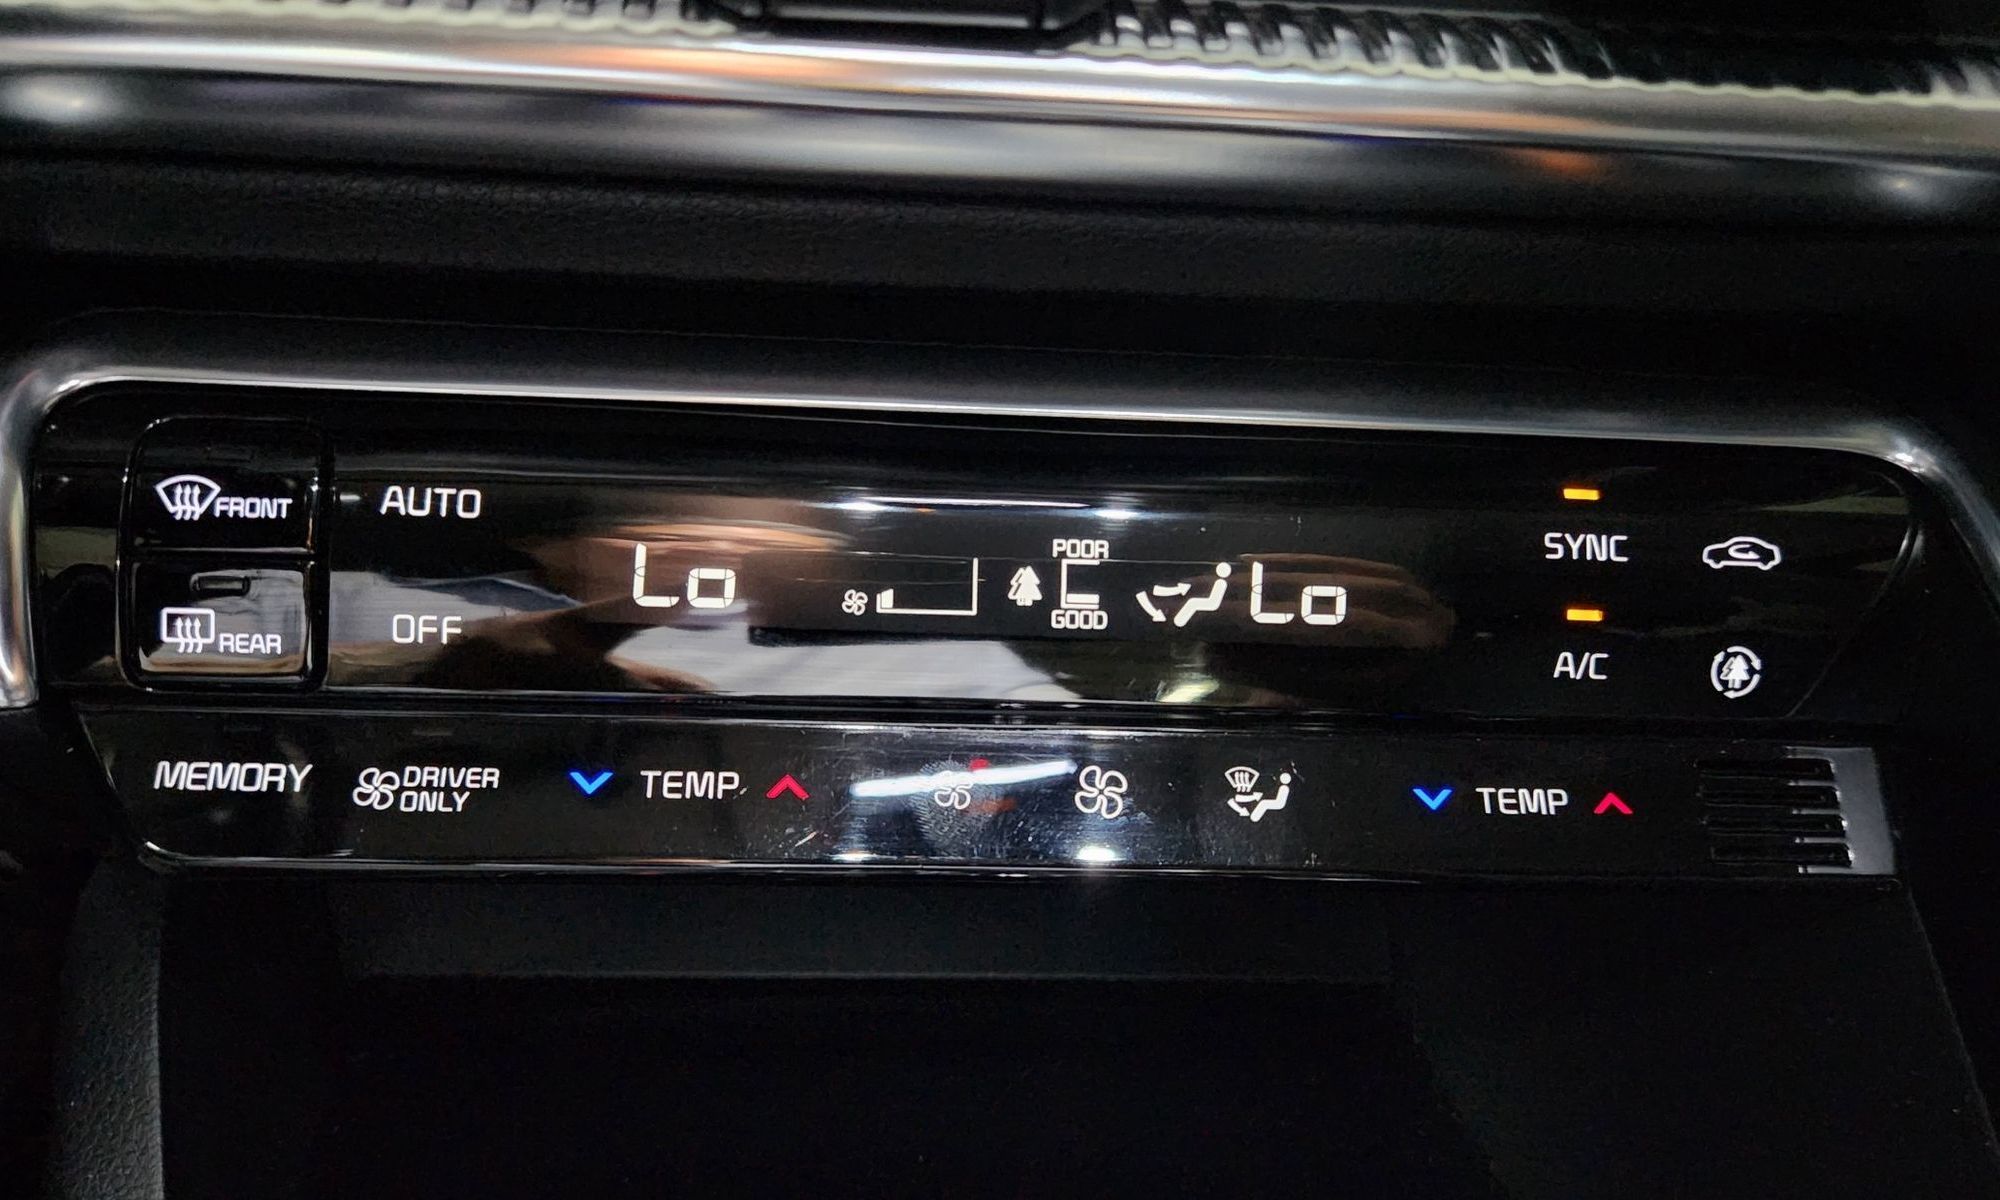 FRONT
AUTO
REAR
OFF
Lo
POOR
GOOD
Lo
SYNC
A/C
MEMORY
DRIVER
ONLY
TEMP
TEMP